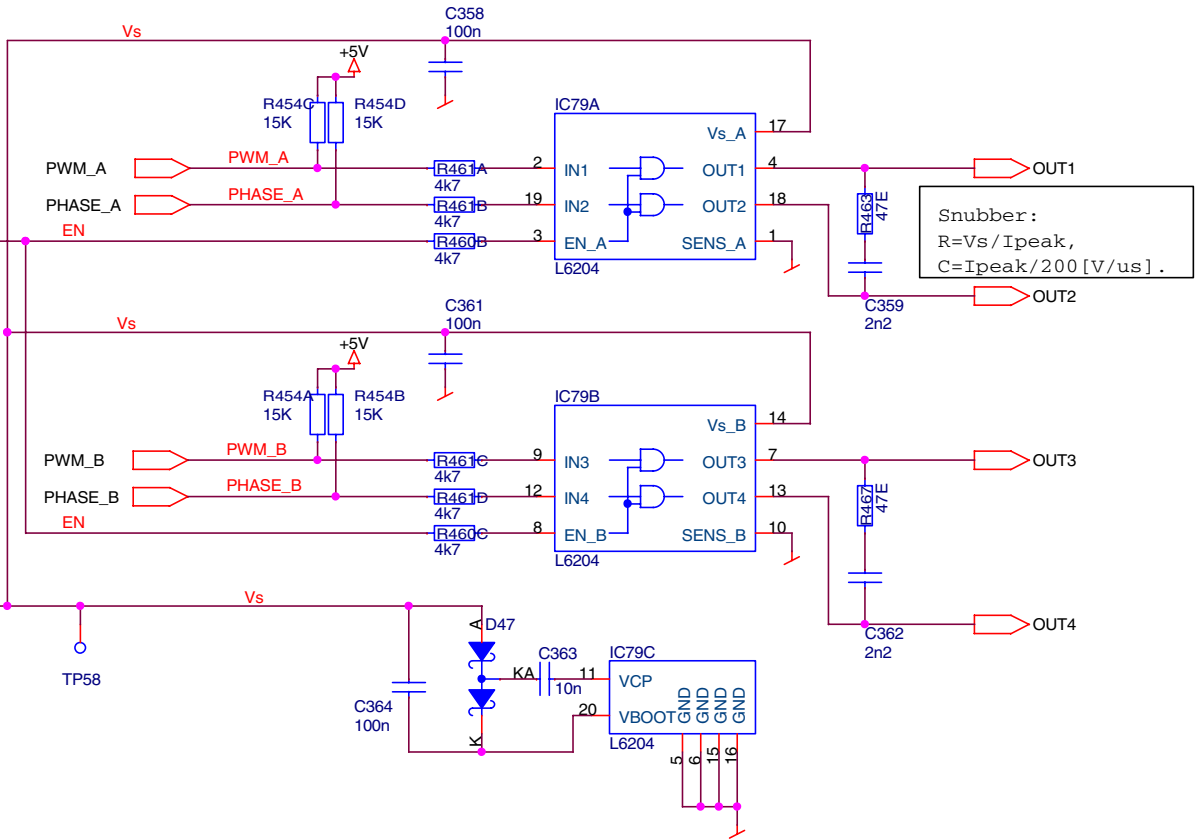 C358
100n
Vs
+5V
R454C
15K
R454D
15K
IC79A
Vs_A
17
PWM_A
PWM_A
R461A
4k7
2
IN1
OUT1
4
OUT1
PHASE_A
PHASE_A
R461B
4k7
19
IN2
OUT2
18
EN
R460B
4k7
3
EN_A
SENS_A
1
L6204
R463
47E
Snubber:
R=Vs/Ipeak,
C=Ipeak/200[V/us].
OUT2
C359
2n2
C361
100n
Vs
+5V
R454A
15K
R454B
15K
IC79B
Vs_B
14
PWM_B
PWM_B
R461C
4k7
9
IN3
OUT3
7
OUT3
PHASE_B
PHASE_B
R461D
4k7
12
IN4
OUT4
13
EN
R460C
4k7
8
EN_B
SENS_B
10
L6204
R467
47E
OUT4
C362
2n2
Vs
TP58
A
D47
KA
K
C363
10n
C364
100n
IC79C
11
VCP
20
VBOOT
GND
GND
GND
GND
L6204
5
6
15
16